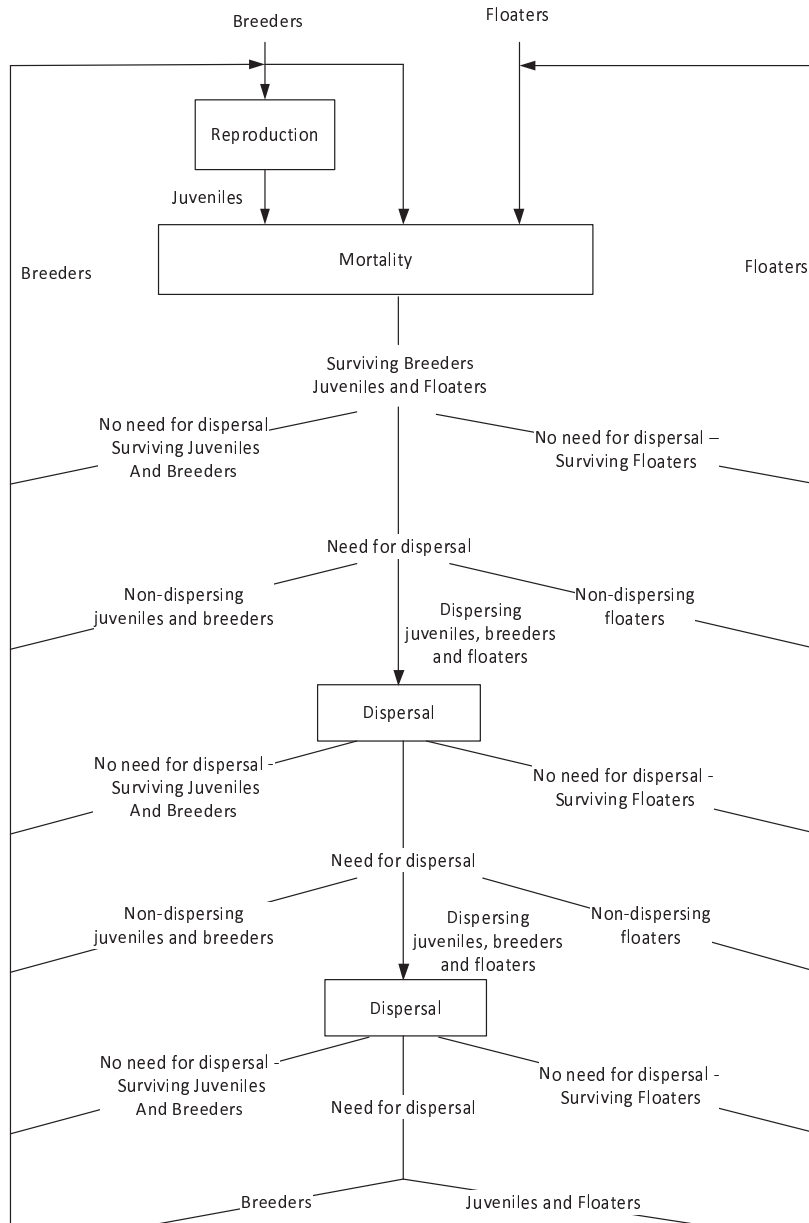 Breeders
Floaters
Reproduction
Juveniles
Mortality
Breeders
Floaters
Surviving Breeders
Juveniles and Floaters
No need for dispersal
Surviving Juveniles
And Breeders
No need for dispersal –
Surviving Floaters
Need for dispersal
Non-dispersing
juveniles and breeders
Non-dispersing
floaters
Dispersing
juveniles, breeders
and floaters
Dispersal
No need for dispersal -
Surviving Juveniles
And Breeders
No need for dispersal -
Surviving Floaters
Need for dispersal
Non-dispersing
juveniles and breeders
Dispersing
juveniles, breeders
and floaters
Non-dispersing
floaters
Dispersal
No need for dispersal -
Surviving Juveniles
And Breeders
No need for dispersal -
Surviving Floaters
Need for dispersal
Breeders
Juveniles and Floaters